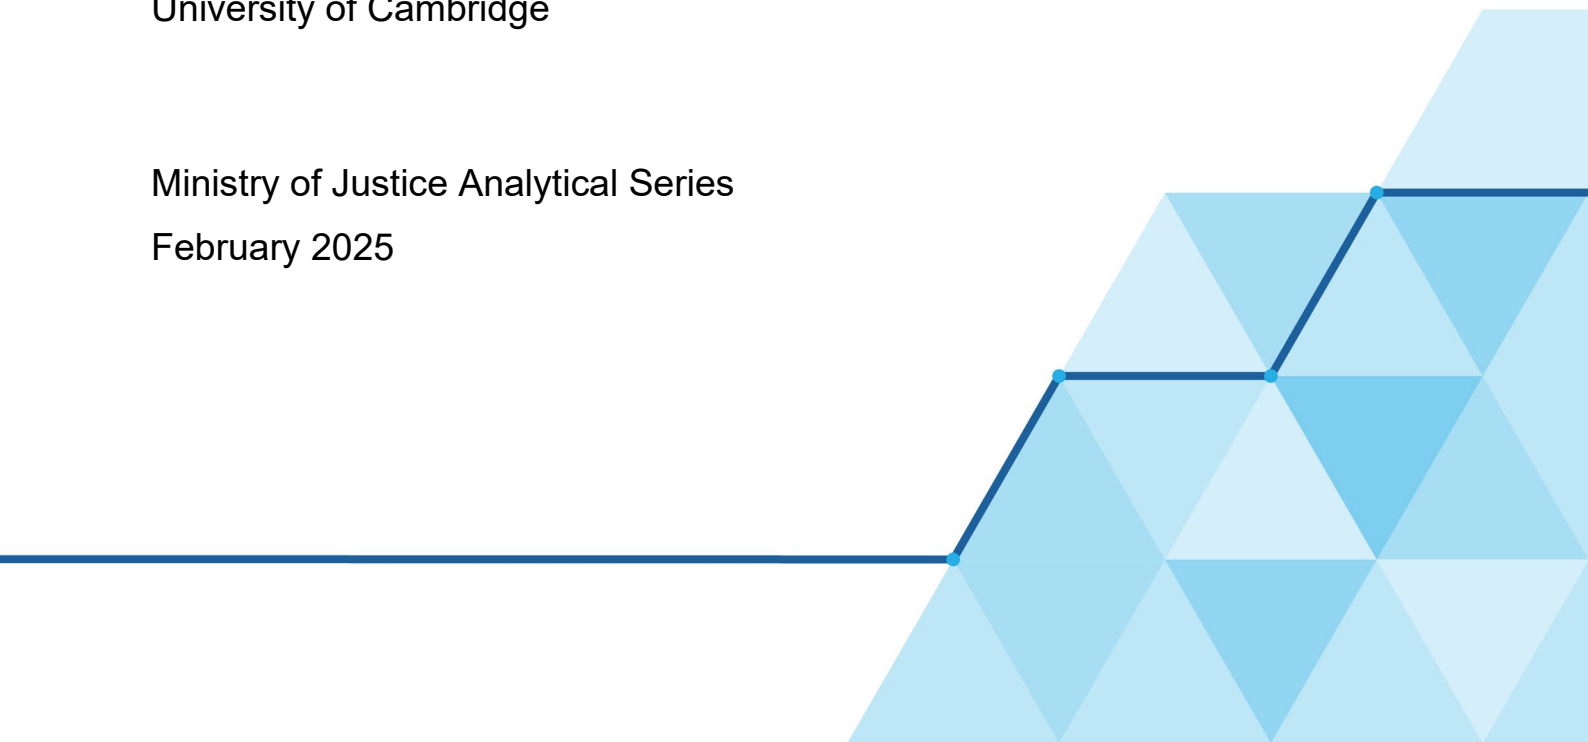 University of Cambridge
Ministry of Justice Analytical Series
February 2025